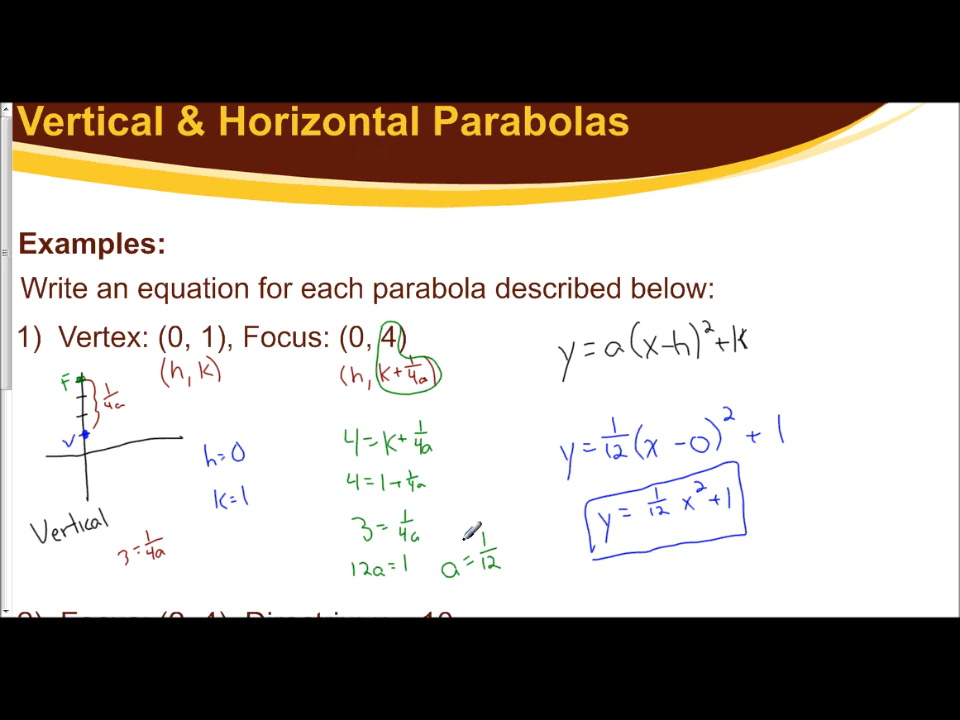 Vertical & Horizontal Parabolas
Examples:
Write an equation for each parabola described below:
1) Vertex: (0, 1), Focus: (0, 4)
y = a(x-h)² + k
(h, k)
(h, k + 1/4a)
F
1/4a
V
h = 0
k = 1
Vertical
3 = 1/4a
4 = k + 1/4a
4 = 1 + 1/4a
3 = 1/4a
12a = 1
a = 1/12
y = 1/12 (x - 0)² + 1
y = 1/12 x² + 1